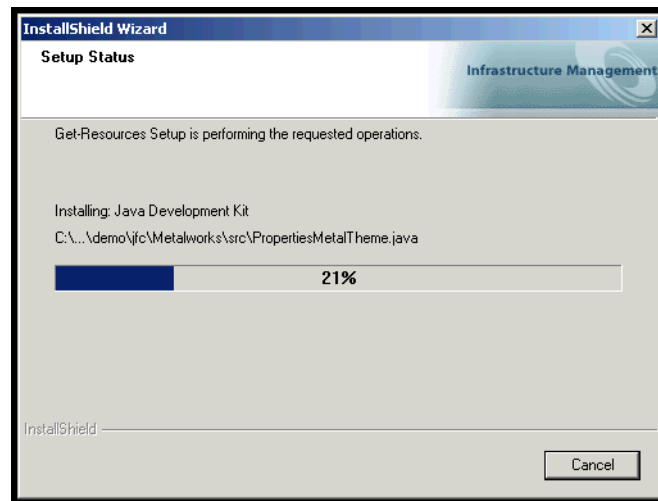 InstallShield Wizard
Setup Status
Infrastructure Management
Get-Resources Setup is performing the requested operations.
Installing: Java Development Kit
C:\...\demo\jfc\Metalworks\src\PropertiesMetalTheme.java
21%
InstallShield
Cancel